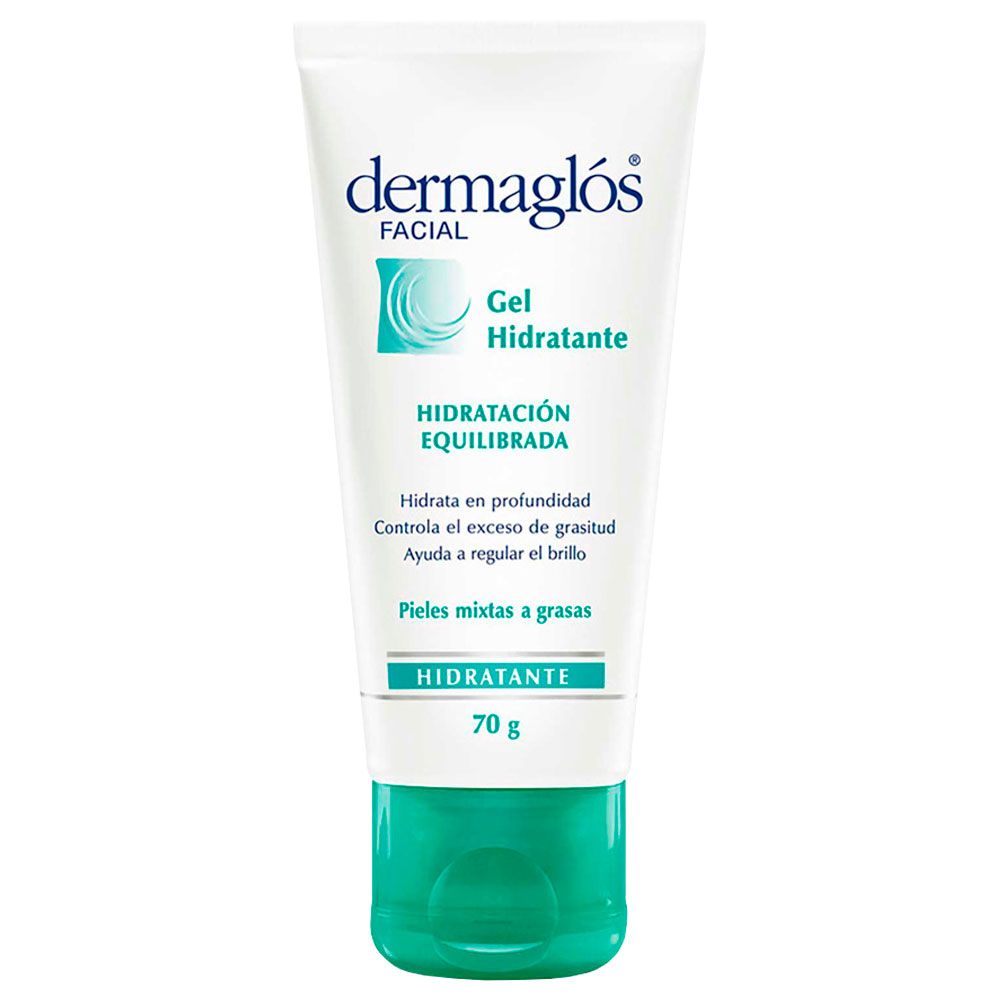 dermaglós®
FACIAL
Gel
Hidratante
HIDRATACIÓN
EQUILIBRADA
Hidrata en profundidad
Controla el exceso de grasitud
Ayuda a regular el brillo
Pieles mixtas a grasas
HIDRATANTE
70 g